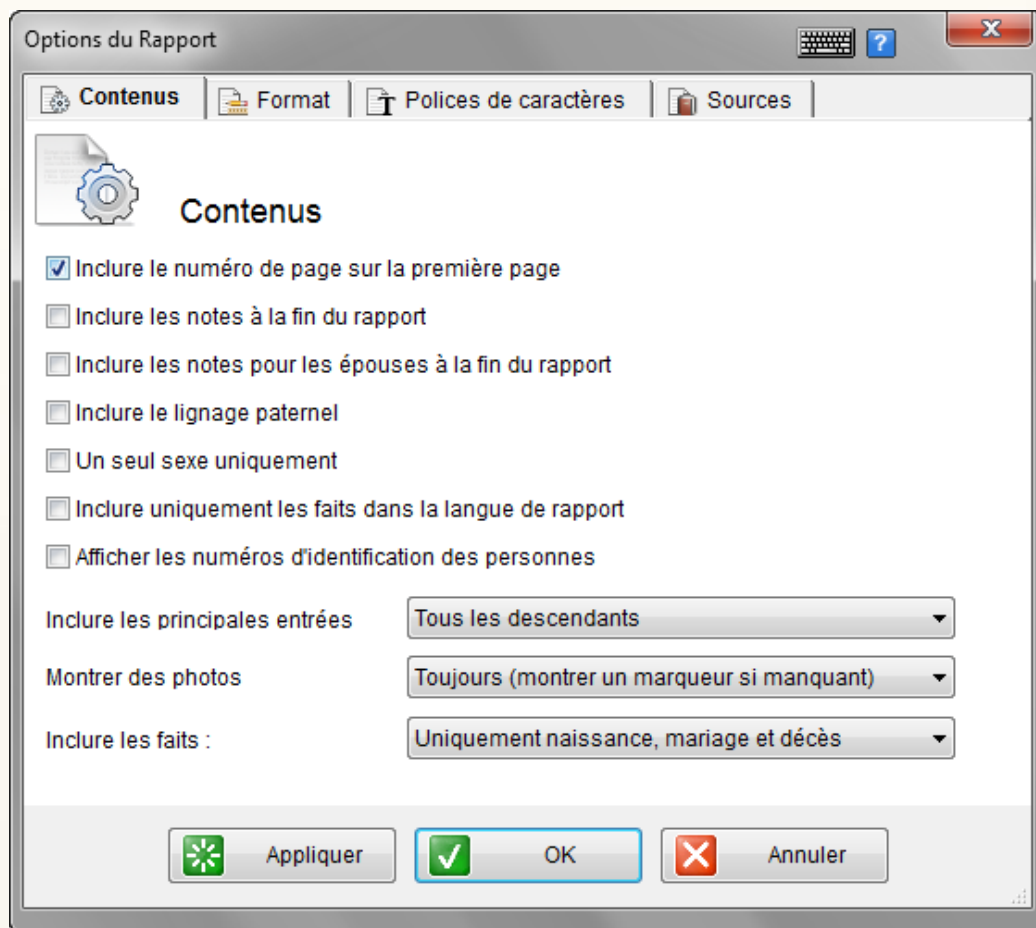 Options du Rapport
Contenus
Format
Polices de caractères
Sources
Contenus
Inclure le numéro de page sur la première page
Inclure les notes à la fin du rapport
Inclure les notes pour les épouses à la fin du rapport
Inclure le lignage paternel
Un seul sexe uniquement
Inclure uniquement les faits dans la langue de rapport
Afficher les numéros d'identification des personnes
Inclure les principales entrées Tous les descendants
Montrer des photos Toujours (montrer un marqueur si manquant)
Inclure les faits : Uniquement naissance, mariage et décès
Appliquer OK Annuler